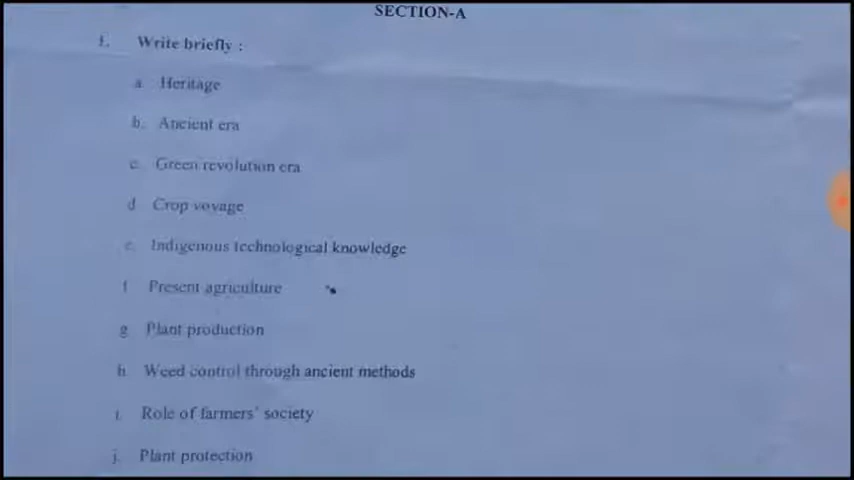 SECTION-A
1. Write briefly :
a Heritage
b. Ancient era
c. Green revolution era
d Crop voyage
e. Indigenous technological knowledge
f Present agriculture
g Plant production
h Weed control through ancient methods
i. Role of farmers' society
j. Plant protection